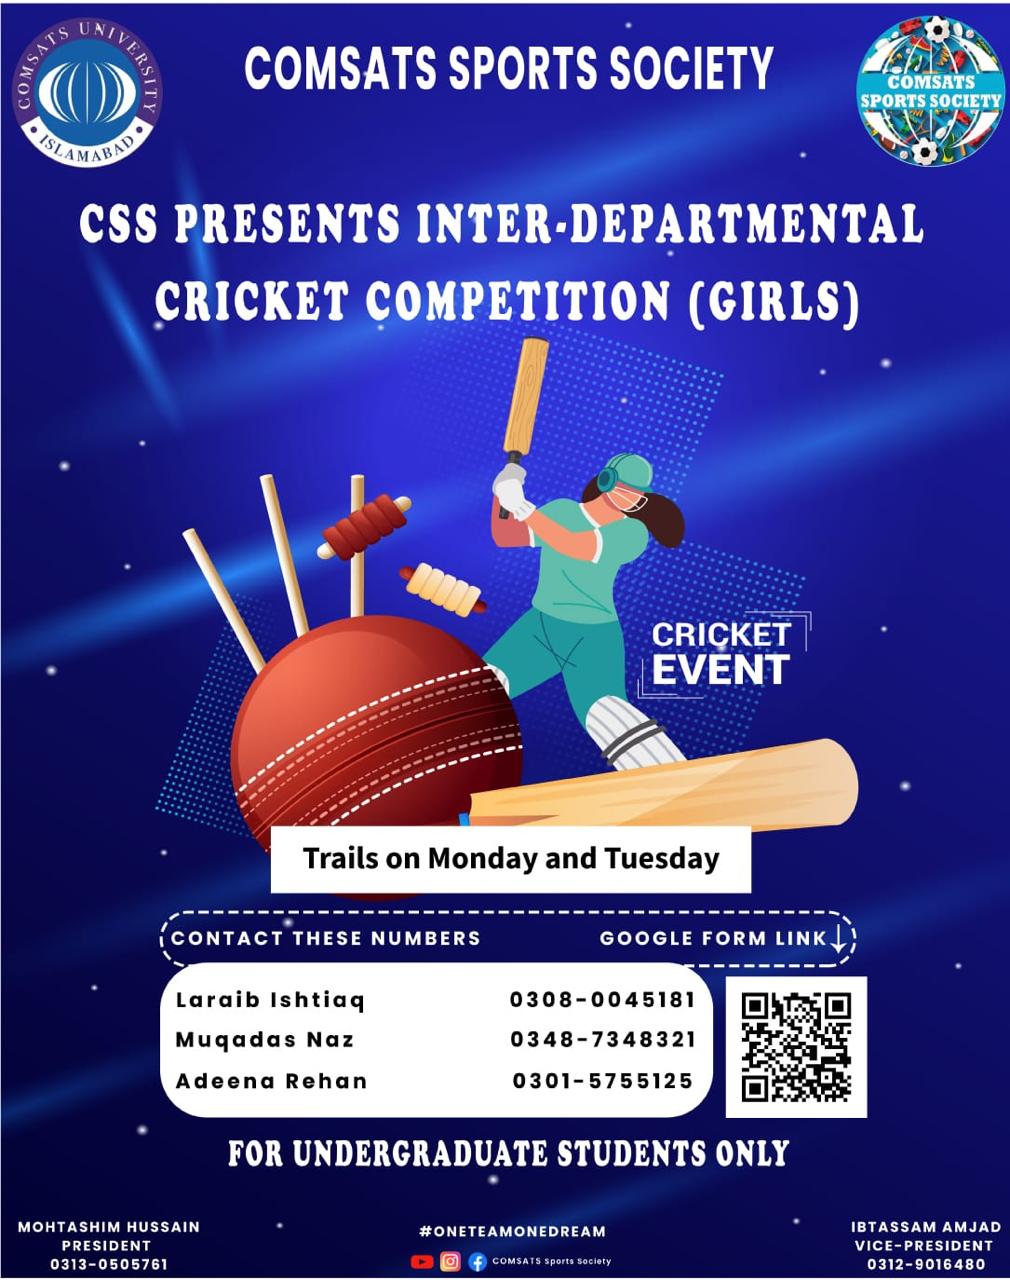 COMSATS UNIVERSITY
ISLAMABAD
COMSATS SPORTS SOCIETY
COMSATS
SPORTS SOCIETY
CSS PRESENTS INTER-DEPARTMENTAL
CRICKET COMPETITION (GIRLS)
CRICKET
EVENT
Trails on Monday and Tuesday
CONTACT THESE NUMBERS
GOOGLE FORM LINK↓
Laraib Ishtiaq 0308-0045181
Muqadas Naz 0348-7348321
Adeena Rehan 0301-5755125
FOR UNDERGRADUATE STUDENTS ONLY
MOHTASHIM HUSSAIN
PRESIDENT
0313-0505761
#ONETEAMONEDREAM
COMSATS Sports Society
IBTASSAM AMJAD
VICE-PRESIDENT
0312-9016480